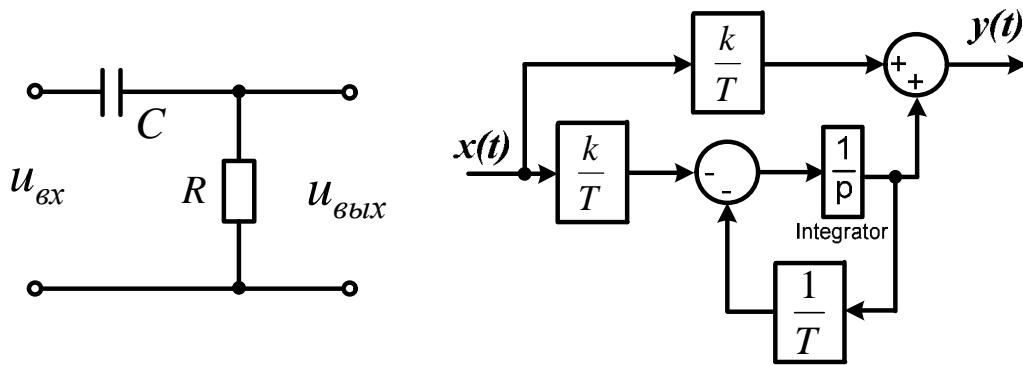 C
R
u_вх
u_вых
x(t)
k/T
y(t)
+
+
k/T
-
-
1/p
Integrator
1/T